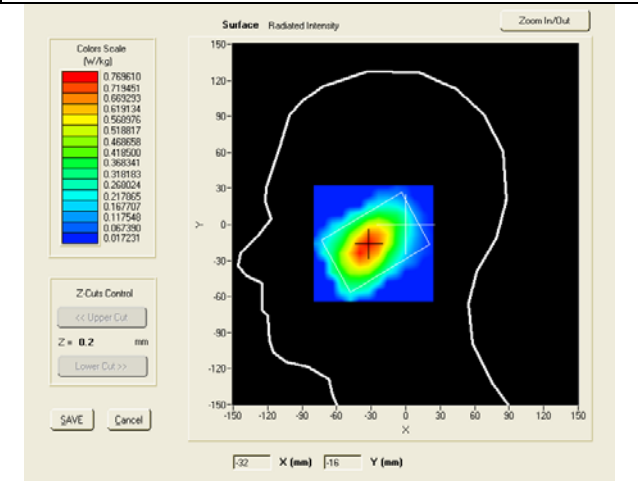 Surface Radiated Intensity
Zoom In/Out
Colors Scale
(W/kg)
0.769610
0.719451
0.669293
0.619134
0.568976
0.518817
0.468658
0.418500
0.368341
0.318183
0.268024
0.217865
0.167707
0.117548
0.067390
0.017231
Z-Cuts Control
<< Upper Cut
Z = 0.2 mm
Lower Cut >>
SAVE Cancel
150-
120-
90-
60-
30-
0-
-30-
-60-
-90-
-120-
-150-
Y
-150 -120 -90 -60 -30 0 30 60 90 120 150
X
-32 X (mm) -16 Y (mm)